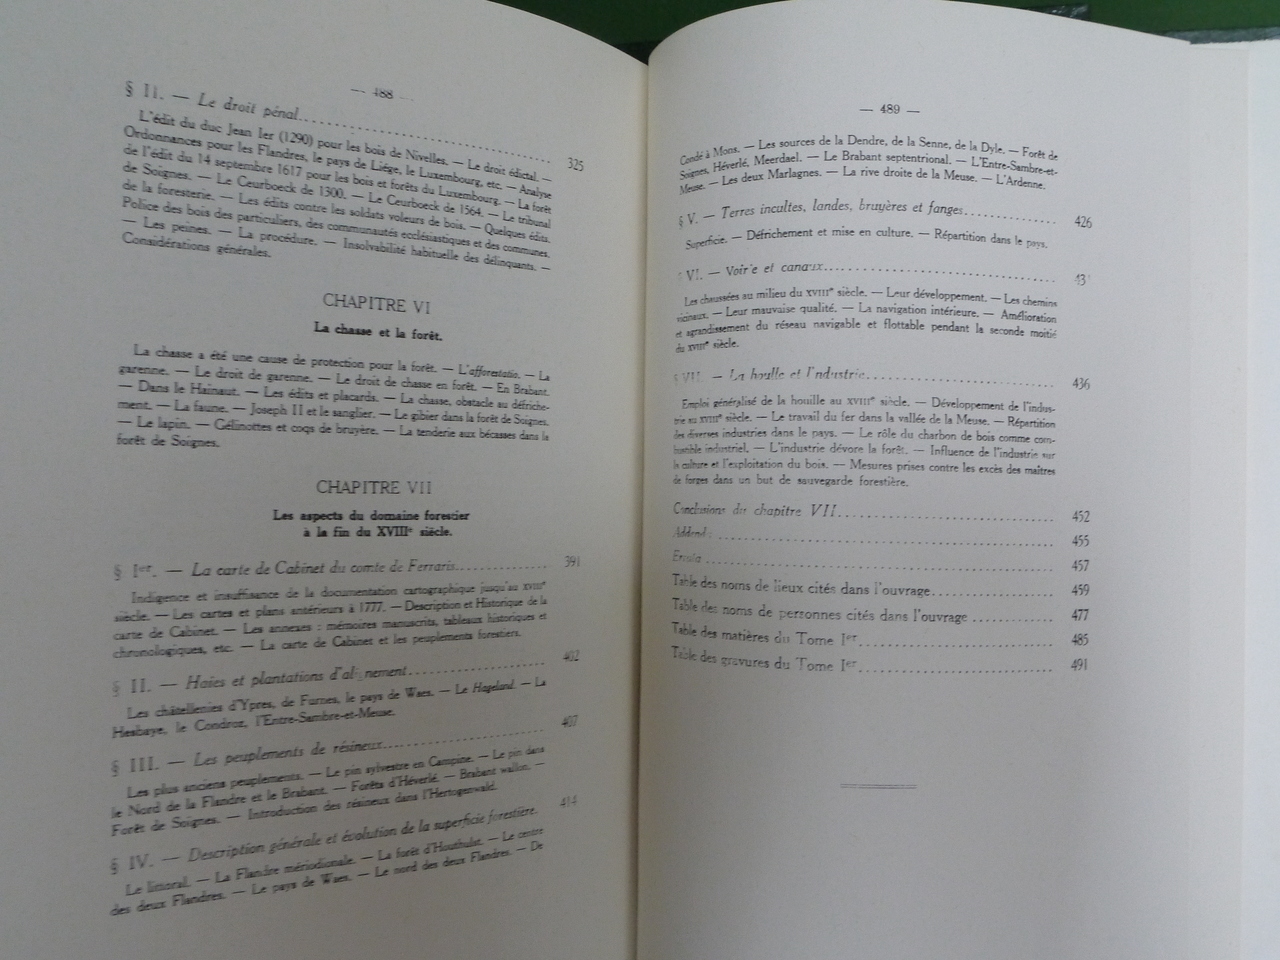 — 488 —
§ II. — Le droit pénal 325
L'édit du duc Jean Ier (1290) pour les bois de Nivelles. — Le droit édictal. —
Ordonnances pour les Flandres, le pays de Liége, le Luxembourg, etc. — Analyse
de l'édit du 14 septembre 1617 pour les bois et forêts du Luxembourg. — La forêt
de Soignes. — Le Ceurboeck de 1300. — Le Ceurboeck de 1564. — Le tribunal
de la foresterie. — Les édits contre les soldats voleurs de bois. — Quelques édits.
Police des bois des particuliers, des communautés ecclésiastiques et des communes.
— Les peines. — La procédure. — Insolvabilité habituelle des délinquants. —
Considérations générales.
CHAPITRE VI
La chasse et la forêt.
La chasse a été une cause de protection pour la forêt. — L'afforestatio. — La
garenne. — Le droit de garenne. — Le droit de chasse en forêt. — En Brabant.
— Dans le Hainaut. — Les édits et placards. — La chasse, obstacle au défriche-
ment. — La faune. — Joseph II et le sanglier. — Le gibier dans la forêt de Soignes.
— Le lapin. — Gélinottes et coqs de bruyère. — La tenderie aux bécasses dans la
forêt de Soignes.
CHAPITRE VII
Les aspects du domaine forestier
à la fin du XVIIIe siècle.
§ Ier. — La carte de Cabinet du comte de Ferraris 391
Indigence et insuffisance de la documentation cartographique jusqu'au XVIIIe
siècle. — Les cartes et plans antérieurs à 1777. — Description et Historique de la
carte de Cabinet. — Les annexes : mémoires manuscrits, tableaux historiques et
chronologiques, etc. — La carte de Cabinet et les peuplements forestiers.
§ II. — Haies et plantations d'alignement 402
Les châtellenies d'Ypres, de Furnes, le pays de Waes. — Le Hageland. — La
Hesbaye, le Condroz, l'Entre-Sambre-et-Meuse.
§ III. — Les peuplements de résineux 407
Les plus anciens peuplements. — Le pin sylvestre en Campine. — Le pin dans
le Nord de la Flandre et le Brabant. — Forêts d'Héverlé. — Brabant wallon. —
Forêt de Soignes. — Introduction des résineux dans l'Hertogenwald.
§ IV. — Description générale et évolution de la superficie forestière. 414
Le littoral. — La Flandre méridionale. — La forêt d'Houthulst. — Le centre
des deux Flandres. — Le pays de Waes. — Le nord des deux Flandres. — De
— 489 —
Condé à Mons. — Les sources de la Dendre, de la Senne, de la Dyle. — Forêt de
Soignes, Héverlé, Meerdael. — Le Brabant septentrional. — L'Entre-Sambre-et-
Meuse. — Les deux Marlagnes. — La rive droite de la Meuse. — L'Ardenne.
§ V. — Terres incultes, landes, bruyères et fanges 426
Superficie. — Défrichement et mise en culture. — Répartition dans le pays.
§ VI. — Voirie et canaux 43
Les chaussées au milieu du XVIIIe siècle. — Leur développement. — Les chemins
vicinaux. — Leur mauvaise qualité. — La navigation intérieure. — Amélioration
et agrandissement du réseau navigable et flottable pendant la seconde moitié
du XVIIIe siècle.
§ VII. — La houille et l'industrie 436
Emploi généralisé de la houille au XVIIIe siècle. — Développement de l'indus-
trie au XVIIIe siècle. — Le travail du fer dans la vallée de la Meuse. — Répartition
des diverses industries dans le pays. — Le rôle du charbon de bois comme com-
bustible industriel. — L'industrie dévore la forêt. — Influence de l'industrie sur
la culture et l'exploitation du bois. — Mesures prises contre les excès des maîtres
de forges dans un but de sauvegarde forestière.
Conclusions du chapitre VII 452
Addend 455
Errata 457
Table des noms de lieux cités dans l'ouvrage 459
Table des noms de personnes cités dans l'ouvrage 477
Table des matières du Tome Ier 485
Table des gravures du Tome Ier 491